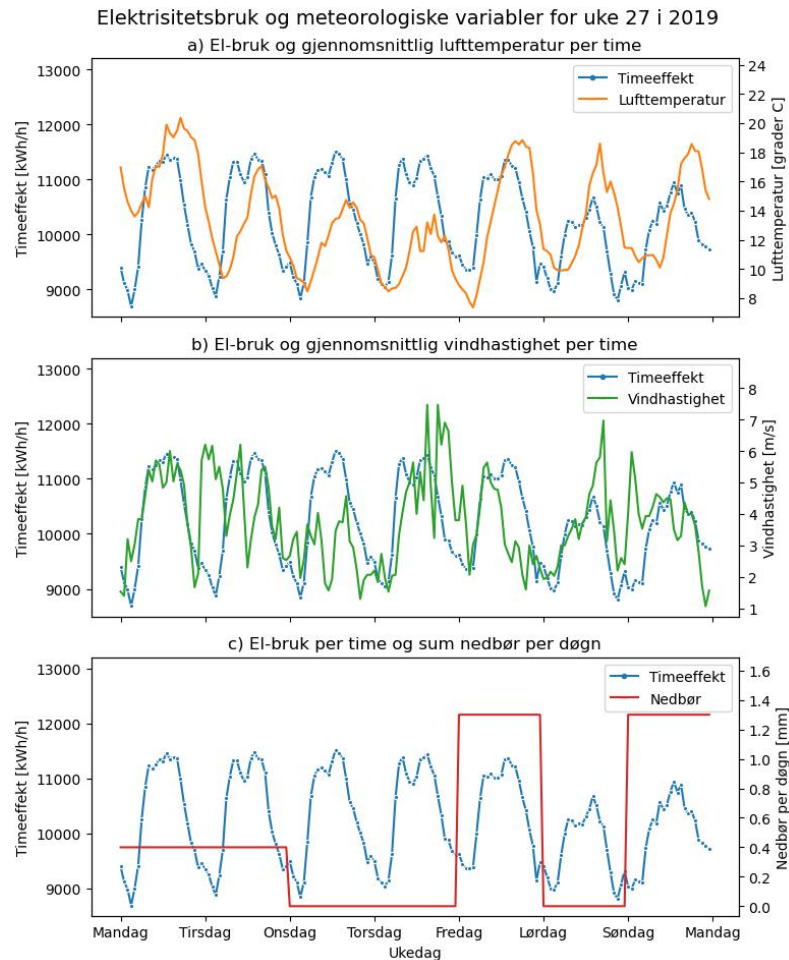 Elektrisitetsbruk og meteorologiske variabler for uke 27 i 2019
a) El-bruk og gjennomsnittlig lufttemperatur per time
Timeeffekt [kWh/h]
13000
12000
11000
10000
9000
Timeeffekt
Lufttemperatur
24
22
20
18
16
14
12
10
8
Lufttemperatur [grader C]
b) El-bruk og gjennomsnittlig vindhastighet per time
Timeeffekt [kWh/h]
13000
12000
11000
10000
9000
Timeeffekt
Vindhastighet
8
7
6
5
4
3
2
1
Vindhastighet [m/s]
c) El-bruk per time og sum nedbør per døgn
Timeeffekt [kWh/h]
13000
12000
11000
10000
9000
Timeeffekt
Nedbør
1.6
1.4
1.2
1.0
0.8
0.6
0.4
0.2
0.0
Nedbør per døgn [mm]
Mandag Tirsdag Onsdag Torsdag Fredag Lørdag Søndag Mandag
Ukedag